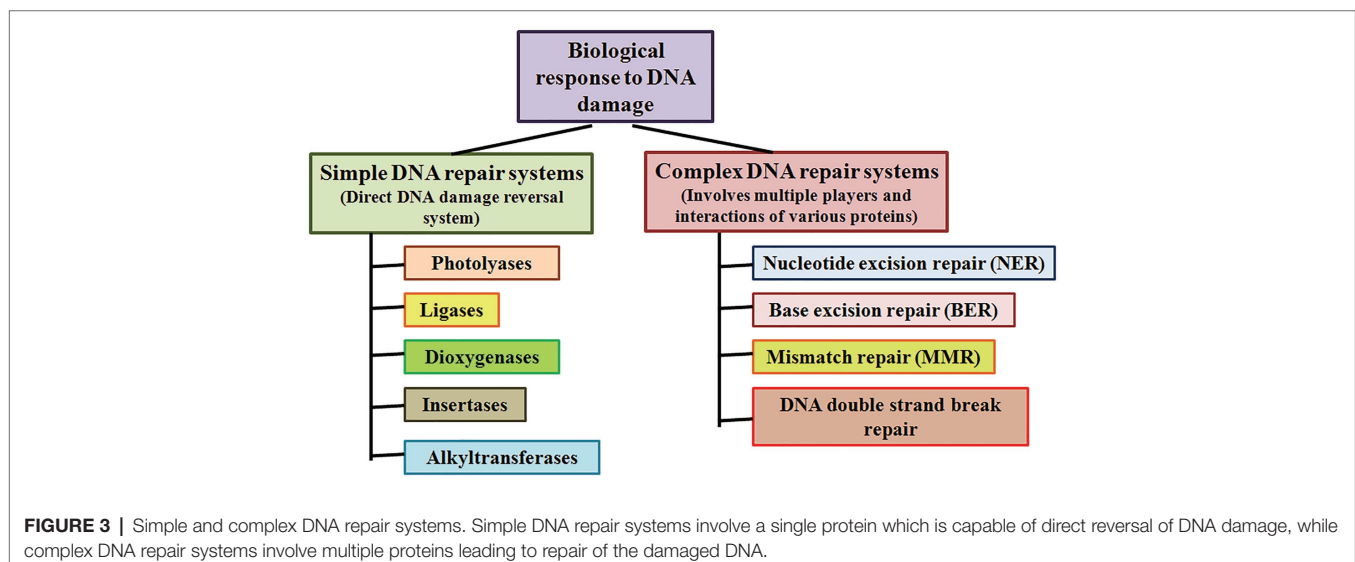 Biological
response to DNA
damage
Simple DNA repair systems
(Direct DNA damage reversal
system)
Photolyases
Ligases
Dioxygenases
Insertases
Alkyltransferases
Complex DNA repair systems
(Involves multiple players and
interactions of various proteins)
Nucleotide excision repair (NER)
Base excision repair (BER)
Mismatch repair (MMR)
DNA double strand break
repair
FIGURE 3 | Simple and complex DNA repair systems. Simple DNA repair systems involve a single protein which is capable of direct reversal of DNA damage, while
complex DNA repair systems involve multiple proteins leading to repair of the damaged DNA.